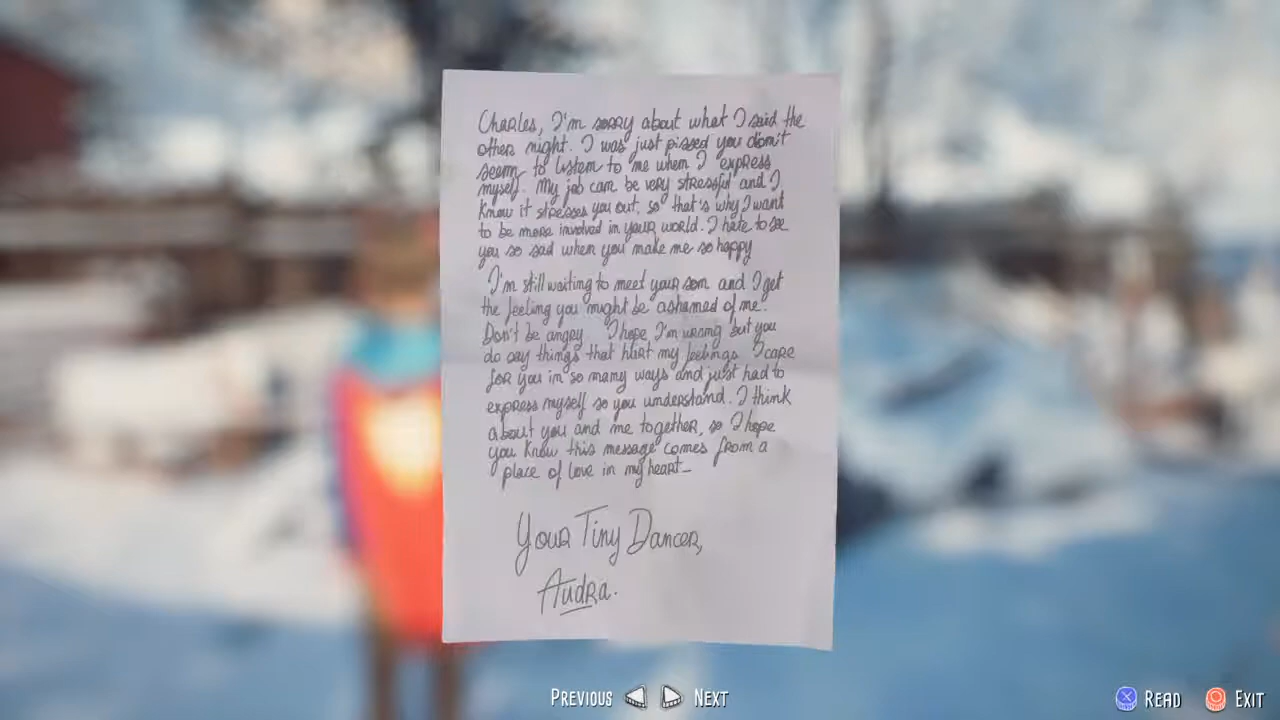 Charles, I'm sorry about what I said the
other night. I was just pissed you don't
seem to listen to me when I express
myself. My job can be very stressful and I
know it stresses you out, so that's why I want
to be more involved in your world. I hate to see
you so sad when you make me so happy
I'm still waiting to meet your son and I get
the feeling you might be ashamed of me.
Don't be angry I hope I'm wrong but you
do say things that hurt my feelings. I care
for you in so many ways and just had to
express myself so you understand. I think
about you and me together, so I hope
you know this message comes from a
place of love in my heart_
Your Tiny Dancer,
Audra.
Previous Next Read Exit